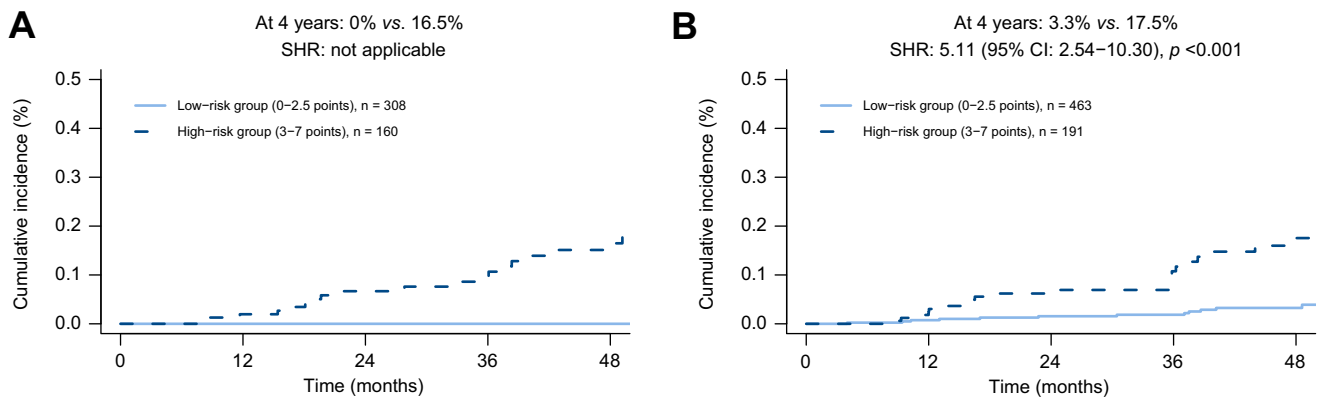 A
At 4 years: 0% vs. 16.5%
SHR: not applicable
Cumulative incidence (%)
0.5
0.4
0.3
0.2
0.1
0.0
Low−risk group (0−2.5 points), n = 308
High−risk group (3−7 points), n = 160
0 12 24 36 48
Time (months)
B
At 4 years: 3.3% vs. 17.5%
SHR: 5.11 (95% CI: 2.54−10.30), p <0.001
Cumulative incidence (%)
0.5
0.4
0.3
0.2
0.1
0.0
Low−risk group (0−2.5 points), n = 463
High−risk group (3−7 points), n = 191
0 12 24 36 48
Time (months)